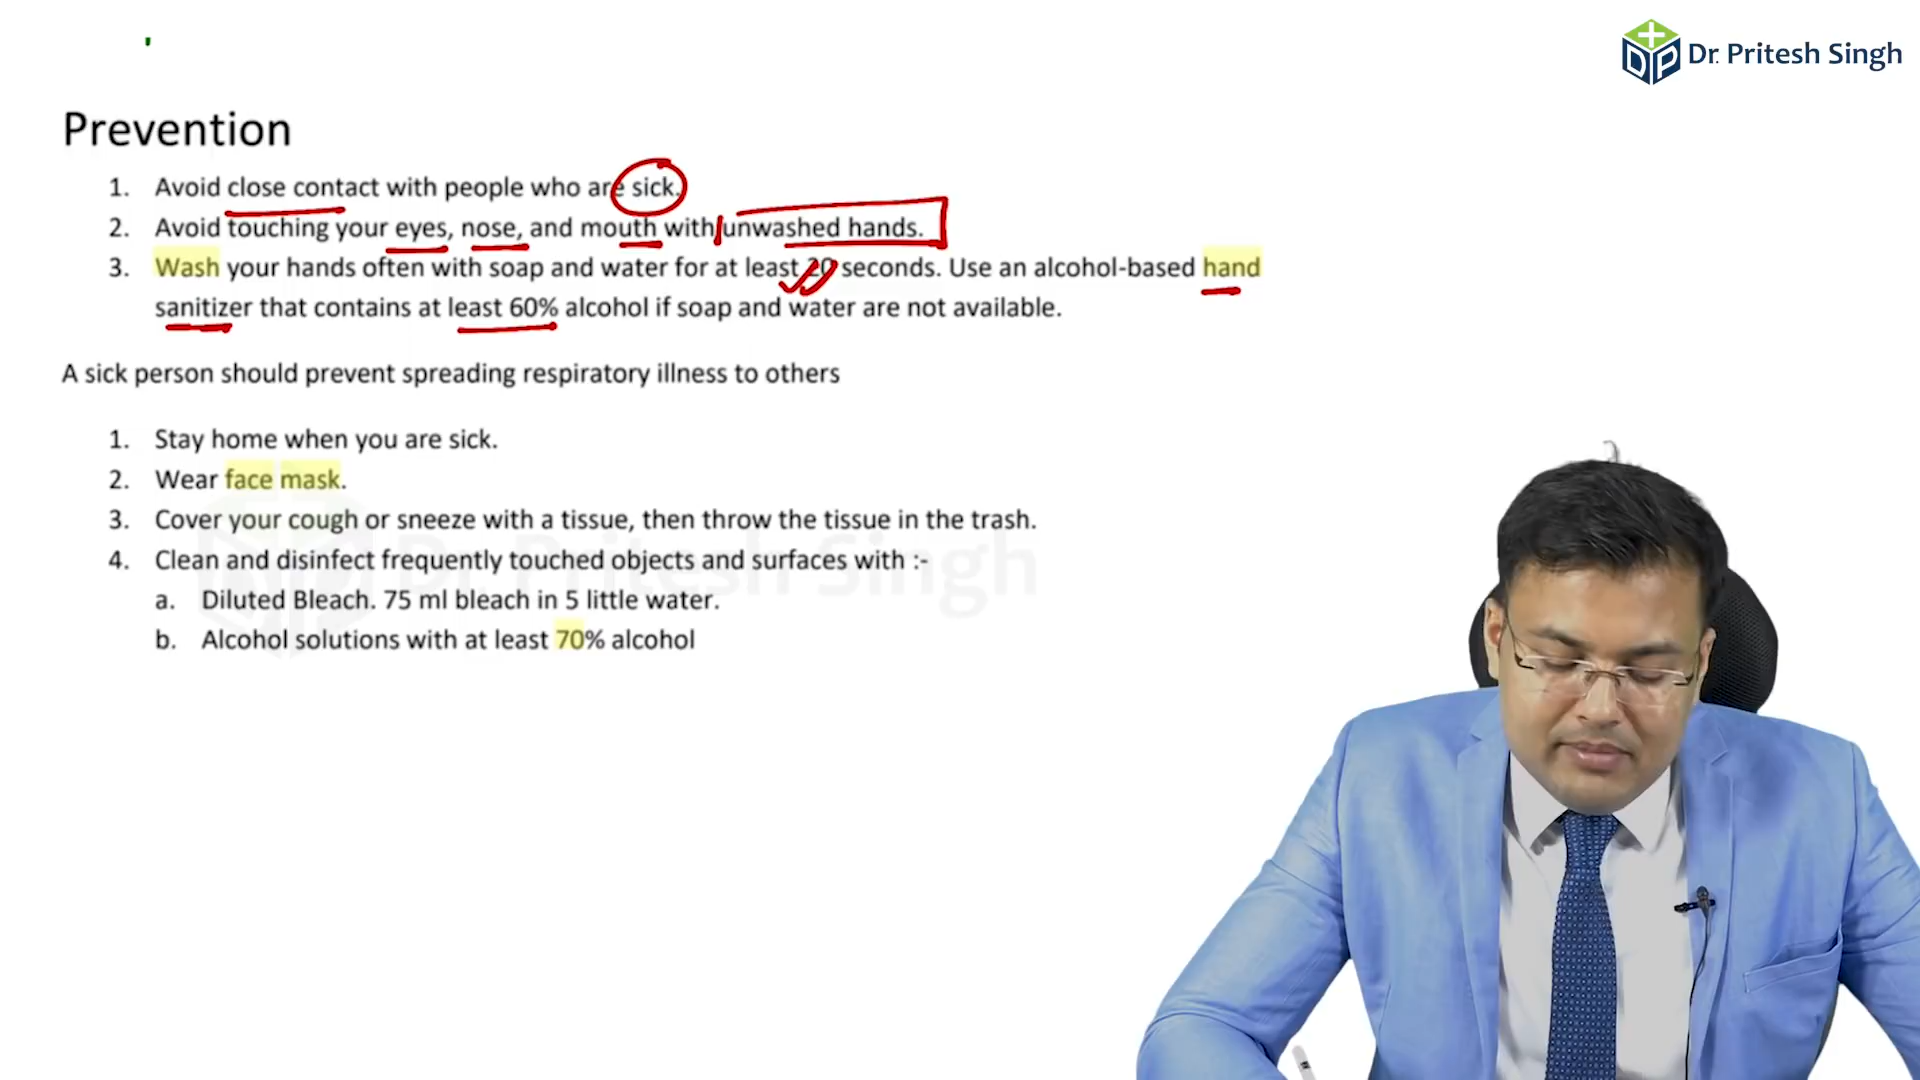 Dr. Pritesh Singh
Prevention
1. Avoid close contact with people who are sick.
2. Avoid touching your eyes, nose, and mouth with unwashed hands.
3. Wash your hands often with soap and water for at least 20 seconds. Use an alcohol-based hand
sanitizer that contains at least 60% alcohol if soap and water are not available.
A sick person should prevent spreading respiratory illness to others
1. Stay home when you are sick.
2. Wear face mask.
3. Cover your cough or sneeze with a tissue, then throw the tissue in the trash.
4. Clean and disinfect frequently touched objects and surfaces with :-
Dr. Pritesh Singh
a. Diluted Bleach. 75 ml bleach in 5 little water.
b. Alcohol solutions with at least 70% alcohol